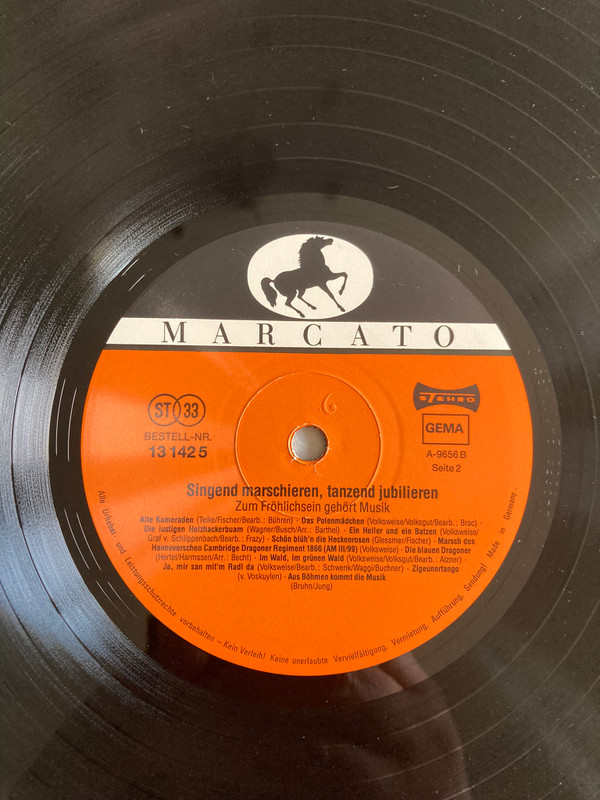 MARCATO
ST 33
STEREO
GEMA
BESTELL-NR.
13 142 5
A-9656 B
Seite 2
Singend marschieren, tanzend jubilieren
Zum Fröhlichsein gehört Musik
Alte Kameraden (Teike/Fischer/Bearb.: Bühren) · Das Polenmädchen (Volksweise/Volksgut/Bearb.: Brac) ·
Die lustigen Holzhackerbuam (Wagner/Busch/Arr.: Barthel) · Ein Heller und ein Batzen (Volksweise/
Graf v. Schlippenbach/Bearb.: Frazy) · Schön blüh'n die Heckenrosen (Glessmer/Fischer) · Marsch des
Hannoverschen Cambridge Dragoner Regiment 1866 (AM III/99) (Volksweise) · Die blauen Dragoner
(Hertel/Harmssen/Arr.: Becht) · Im Wald, im grünen Wald (Volksweise/Volksgut/Bearb.: Alzner) ·
Ja, mir san mit'm Radl da (Volksweise/Bearb.: Schwenk/Waggi/Buchner) · Zigeunertango
(v. Voskuylen) · Aus Böhmen kommt die Musik
(Bruhn/Jung)
Alle Urheber- und Leistungsschutzrechte vorbehalten – Kein Verleih! Keine unerlaubte Vervielfältigung, Vermietung, Aufführung, Sendung! Made in Germany.